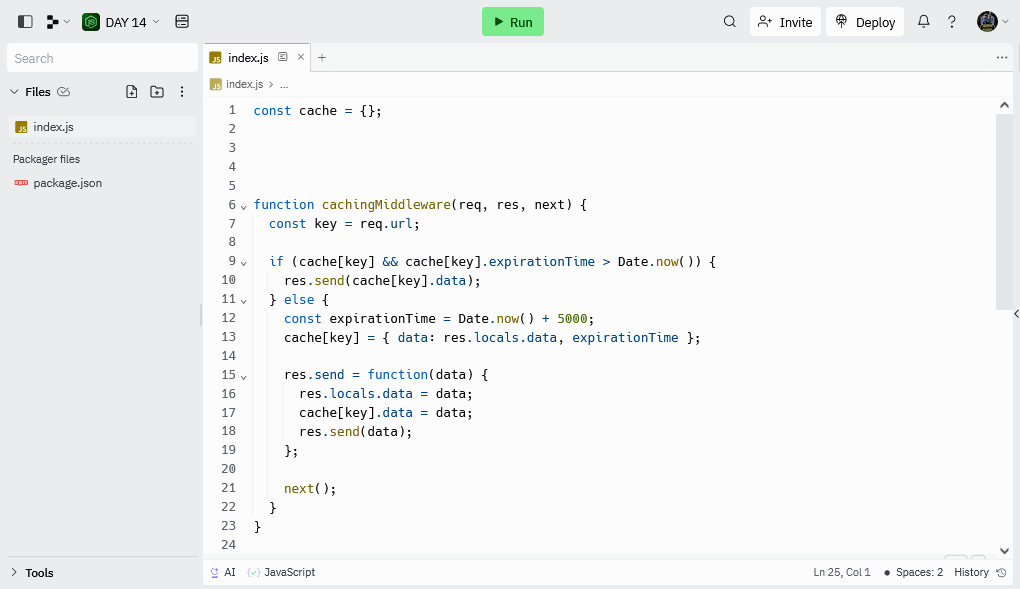 DAY 14
Run
Invite
Deploy
Search
Files
index.js
Packager files
package.json
Tools
index.js
index.js > ...
1 const cache = {};
2
3
4
5
6 function cachingMiddleware(req, res, next) {
7 const key = req.url;
8
9 if (cache[key] && cache[key].expirationTime > Date.now()) {
10 res.send(cache[key].data);
11 } else {
12 const expirationTime = Date.now() + 5000;
13 cache[key] = { data: res.locals.data, expirationTime };
14
15 res.send = function(data) {
16 res.locals.data = data;
17 cache[key].data = data;
18 res.send(data);
19 };
20
21 next();
22 }
23 }
24
AI JavaScript Ln 25, Col 1 Spaces: 2 History